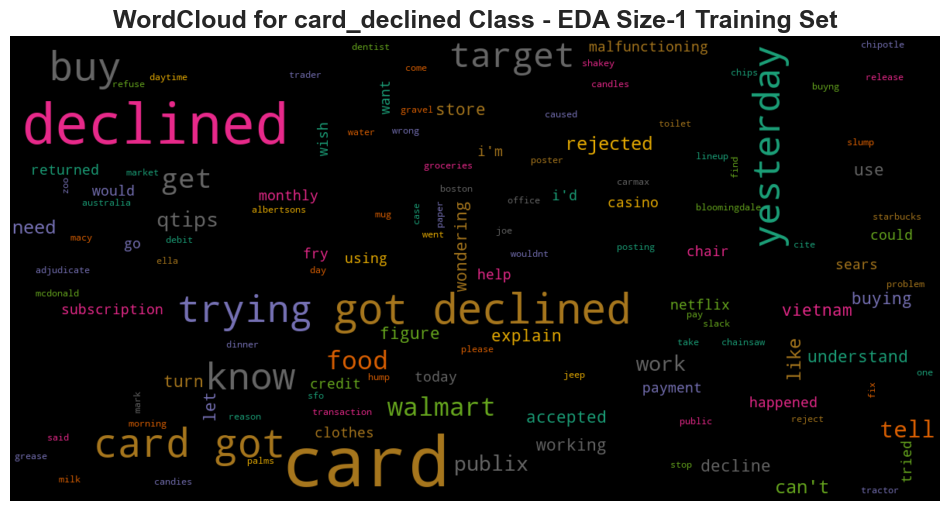 WordCloud for card_declined Class - EDA Size-1 Training Set
dentist
target
malfunctioning
chipotle
buy
daytime
refuse
trader
come
shakey
candles
chips
buyng
release
yesterday
declined
want
gravel
store
caused
toilet
wish
water
wrong
i'm
rejected
slump
returned
market
get
groceries
poster
lineup
find
use
zoo
would
australia
monthly
albertsons
boston
carmax
office
i'd
casino
bloomingdale
starbucks
need
macy
qtips
debit
mug
case
paper
went
wondering
joe
posting
cite
could
go
ella
fry
day
using
help
wouldnt
chair
sears
adjudicate
problem
mcdonald
subscription
trying
got declined
netflix
pay
slack
vietnam
buying
figure
explain
dinner
please
take
chainsaw
like
understand
food
know
turn
credit
hump
today
jeep
work
payment
one
fix
mark
let
sfo
reason
transaction
walmart
accepted
happened
public
reject
morning
said
card got
clothes
working
tell
grease
palms
card
publix
stop
decline
tried
milk
candies
can't
tractor